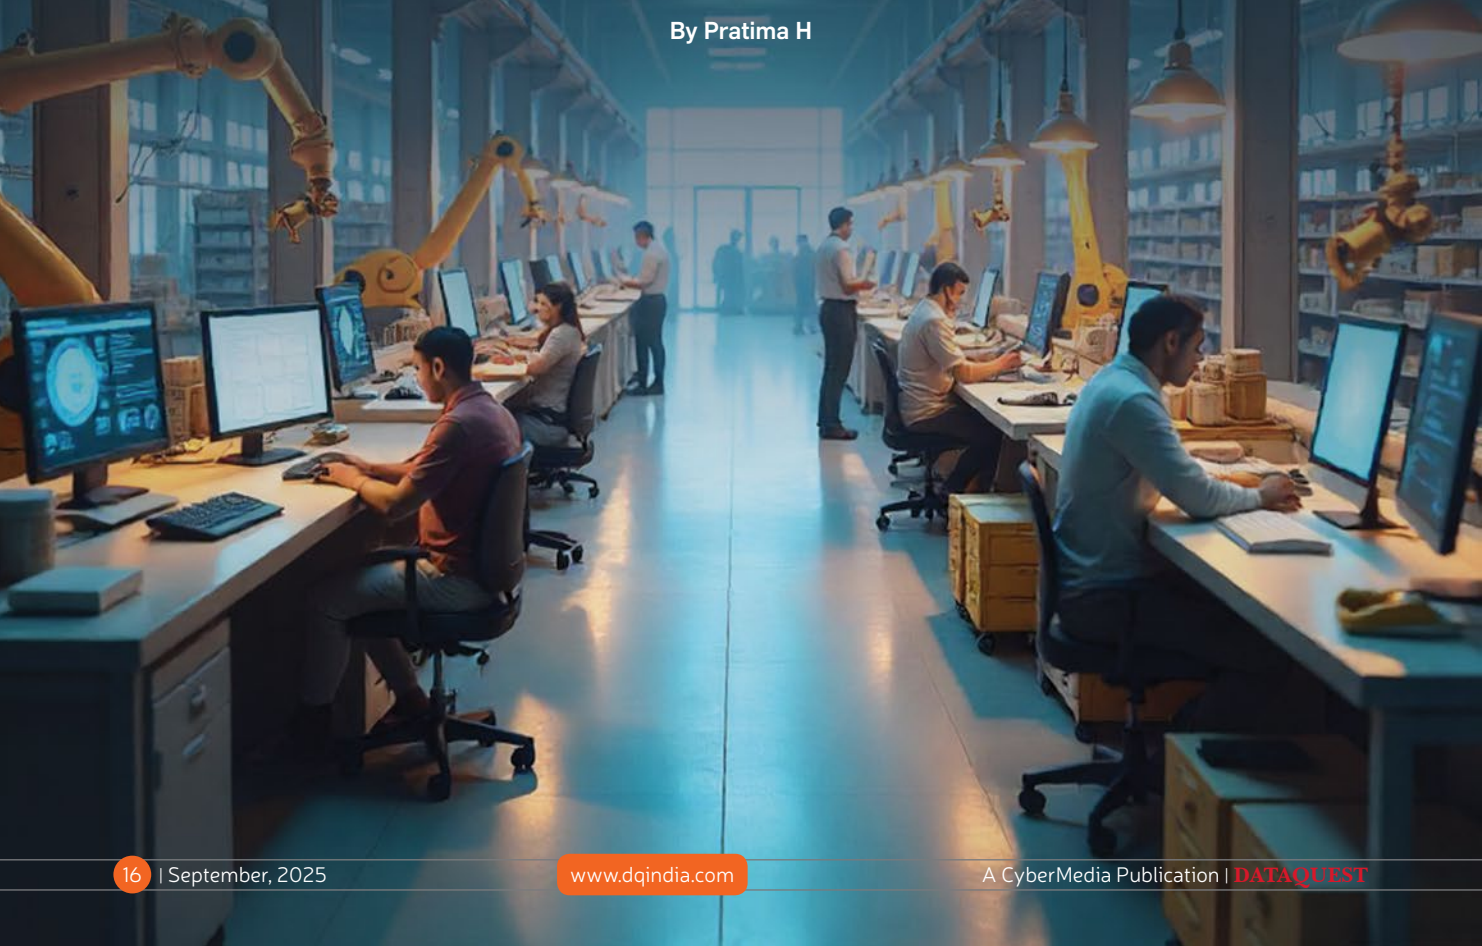 By Pratima H
16 | September, 2025
www.dqindia.com
A CyberMedia Publication | DATAQUEST